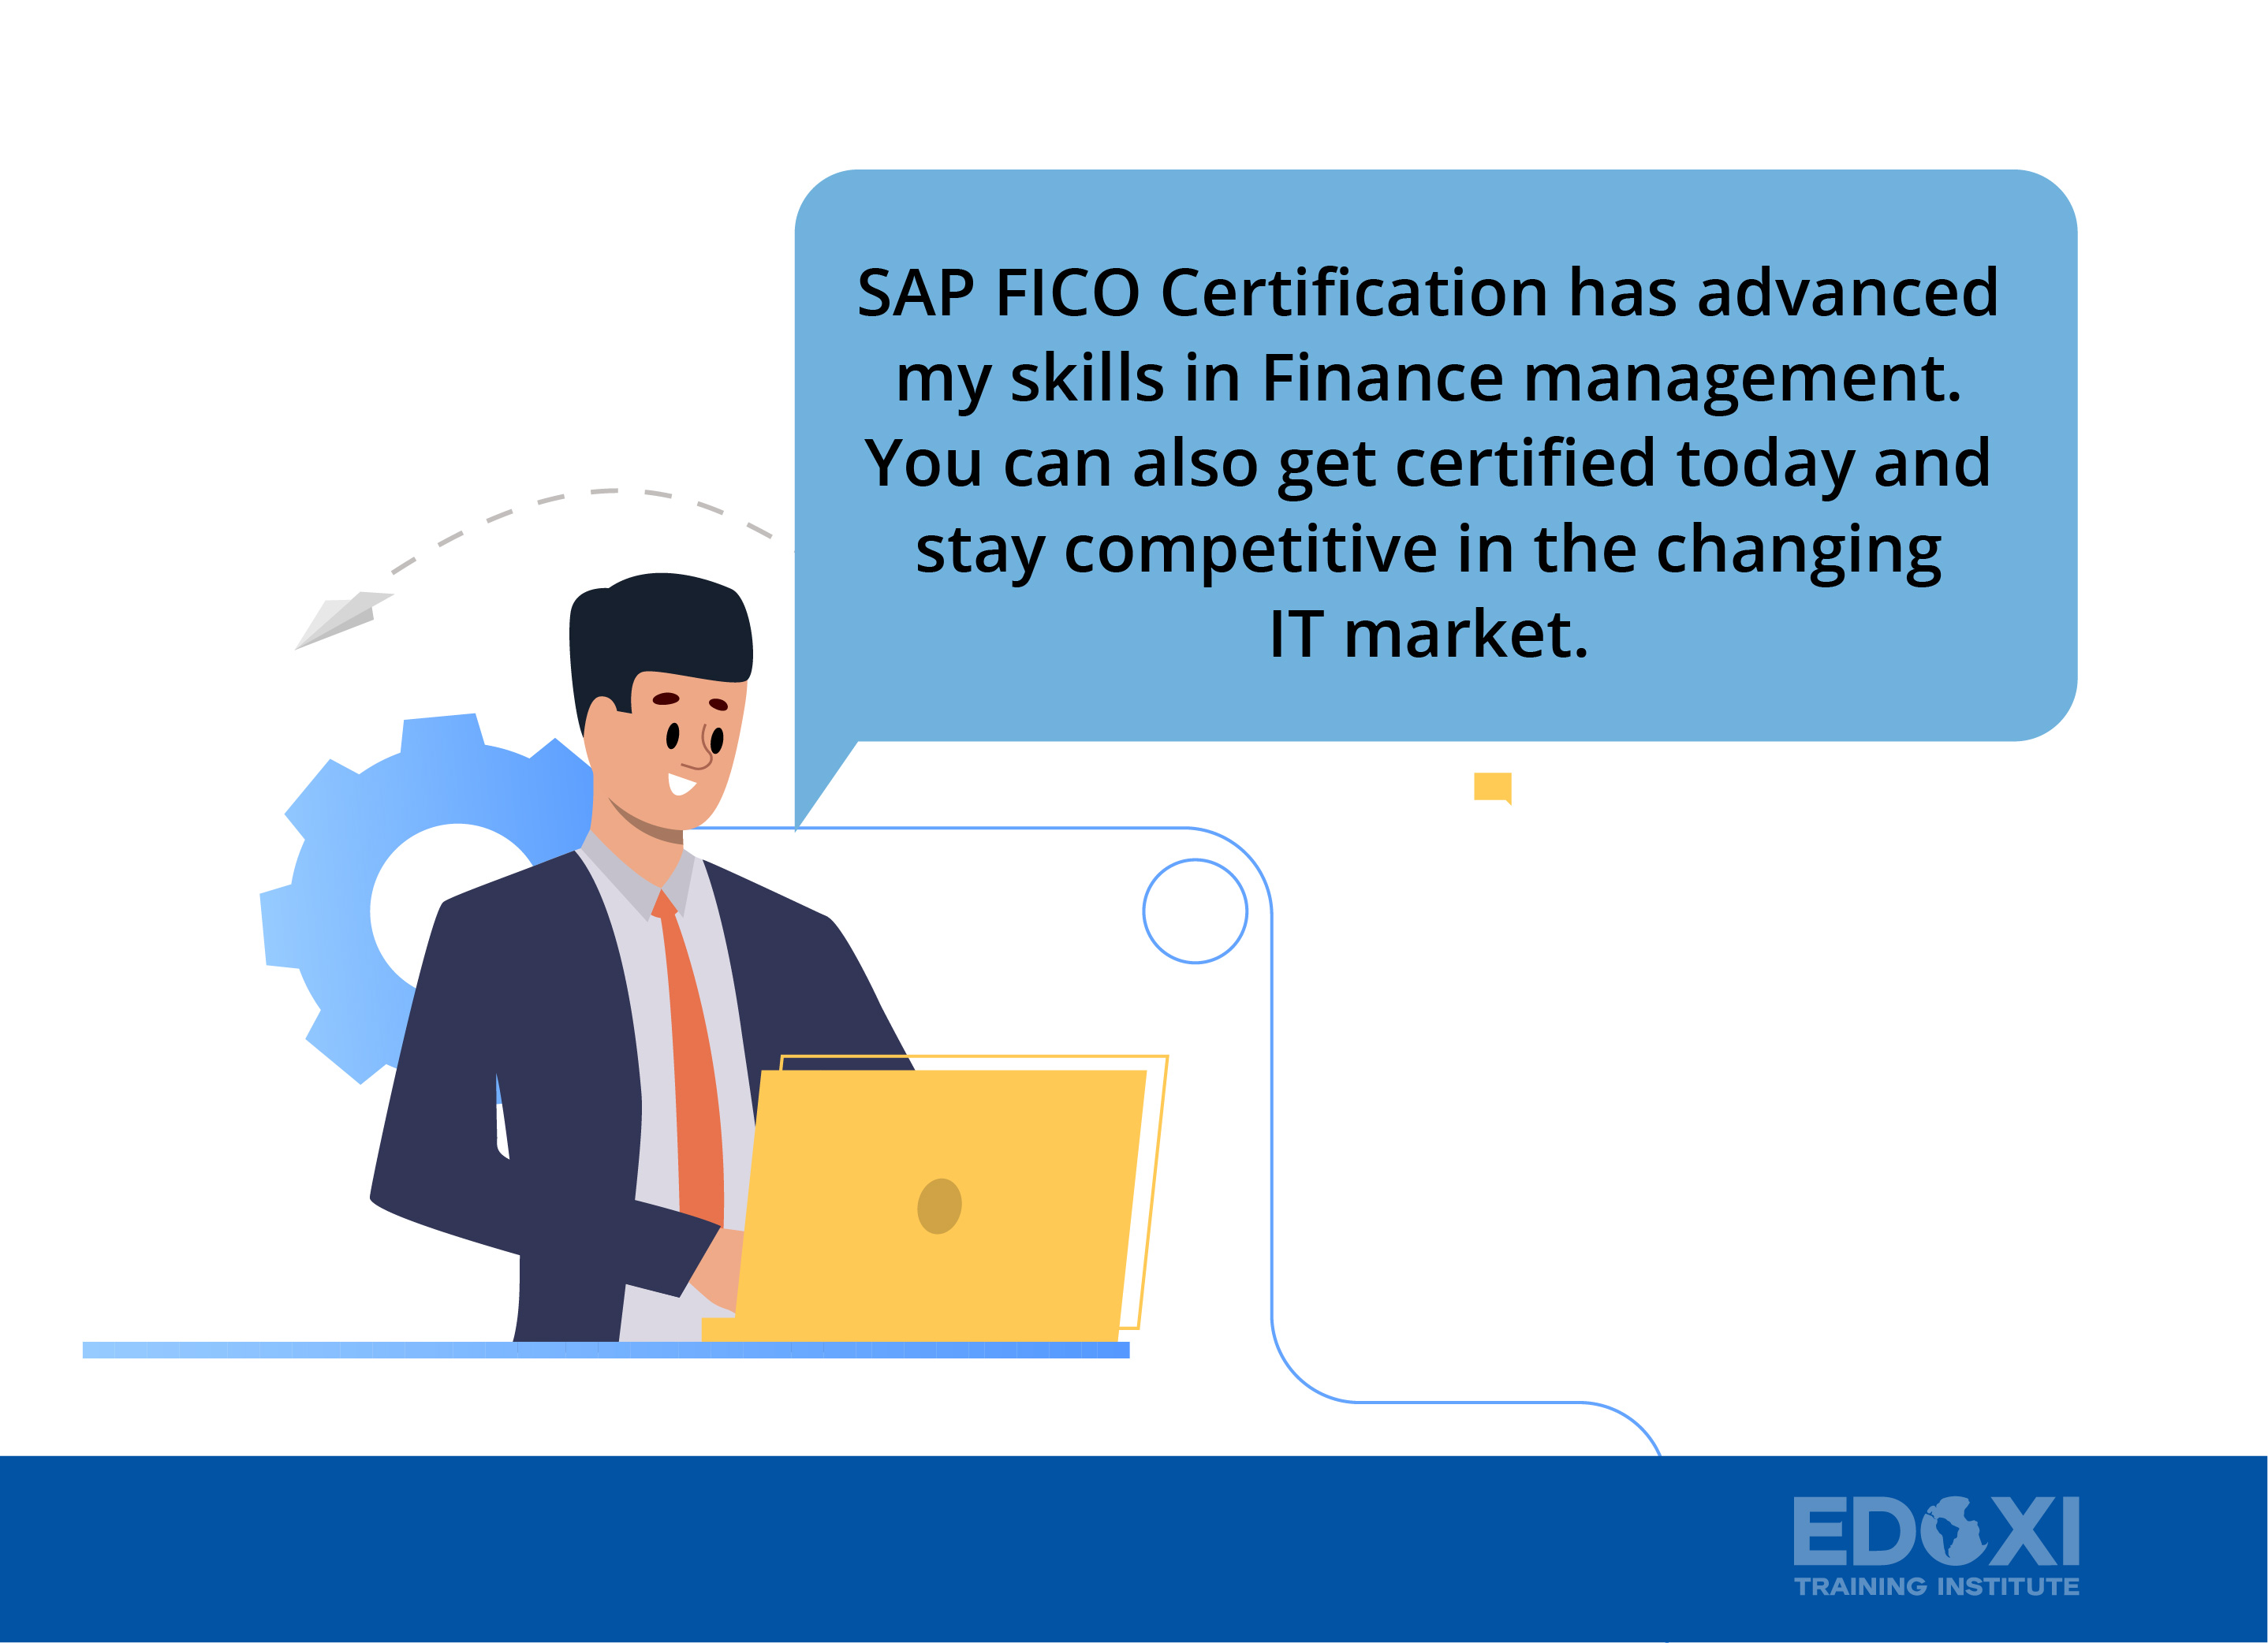 SAP FICO Certification has advanced
my skills in Finance management.
You can also get certified today and
stay competitive in the changing
IT market.
EDOXI
TRAINING INSTITUTE